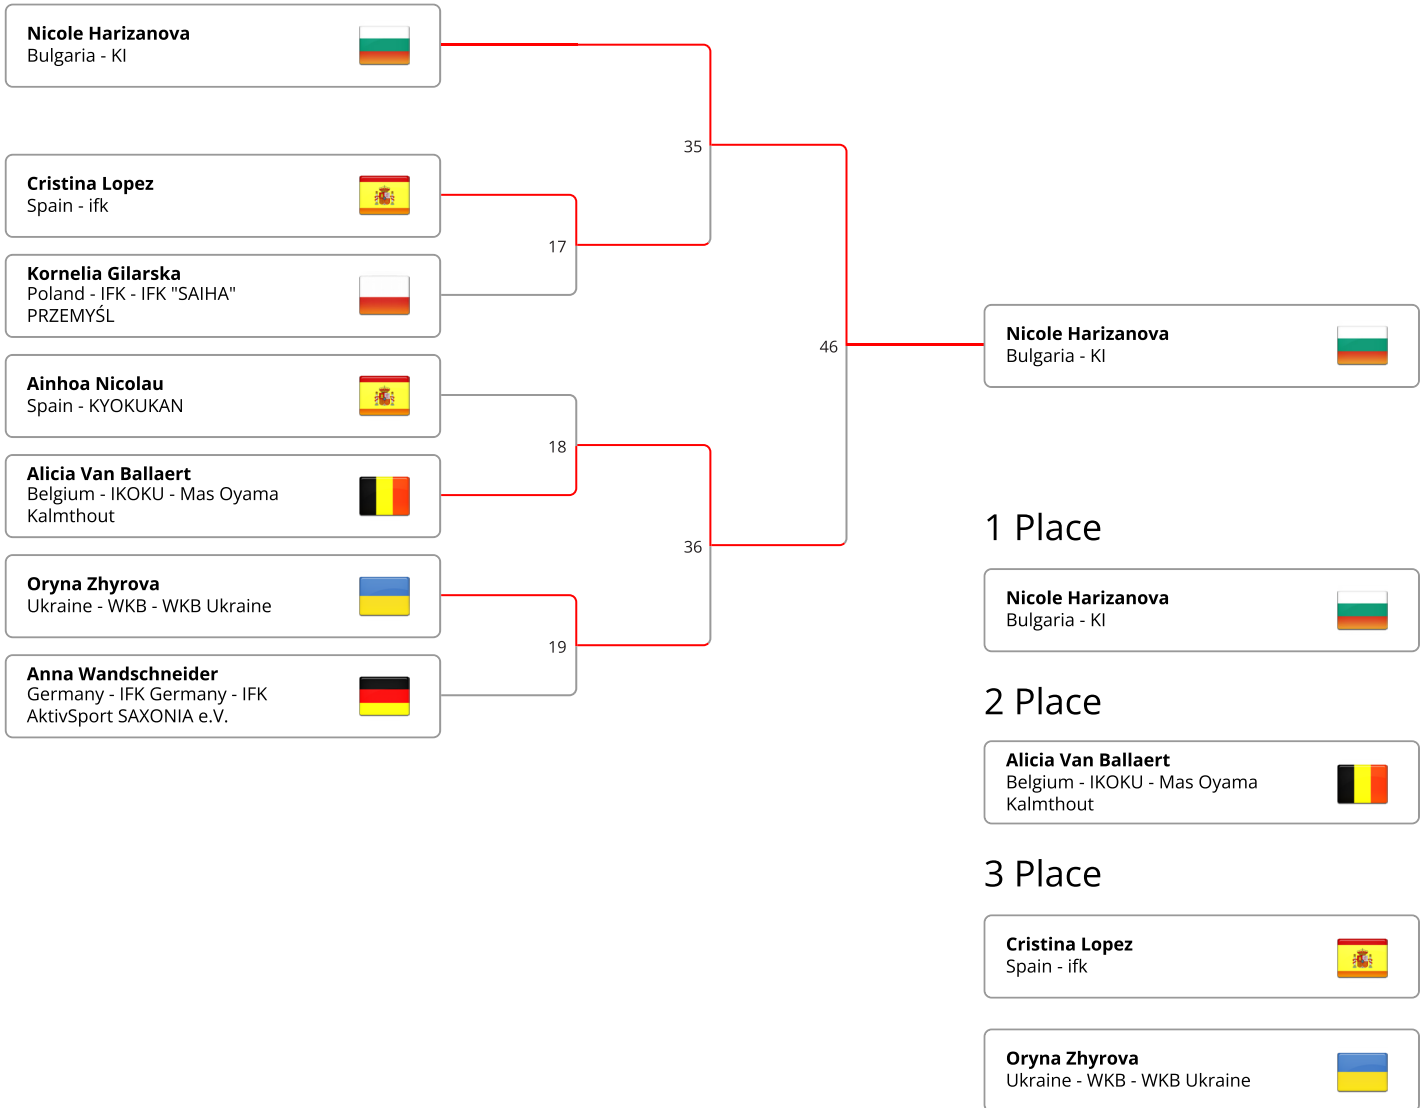 Nicole Harizanova
Bulgaria - KI
35
Cristina Lopez
Spain - ifk
17
Kornelia Gilarska
Poland - IFK - IFK "SAIHA"
PRZEMYŚL
46
Nicole Harizanova
Bulgaria - KI
Ainhoa Nicolau
Spain - KYOKUKAN
18
Alicia Van Ballaert
Belgium - IKOKU - Mas Oyama
Kalmthout
36
Oryna Zhyrova
Ukraine - WKB - WKB Ukraine
19
Anna Wandschneider
Germany - IFK Germany - IFK
AktivSport SAXONIA e.V.
1 Place
Nicole Harizanova
Bulgaria - KI
2 Place
Alicia Van Ballaert
Belgium - IKOKU - Mas Oyama
Kalmthout
3 Place
Cristina Lopez
Spain - ifk
Oryna Zhyrova
Ukraine - WKB - WKB Ukraine